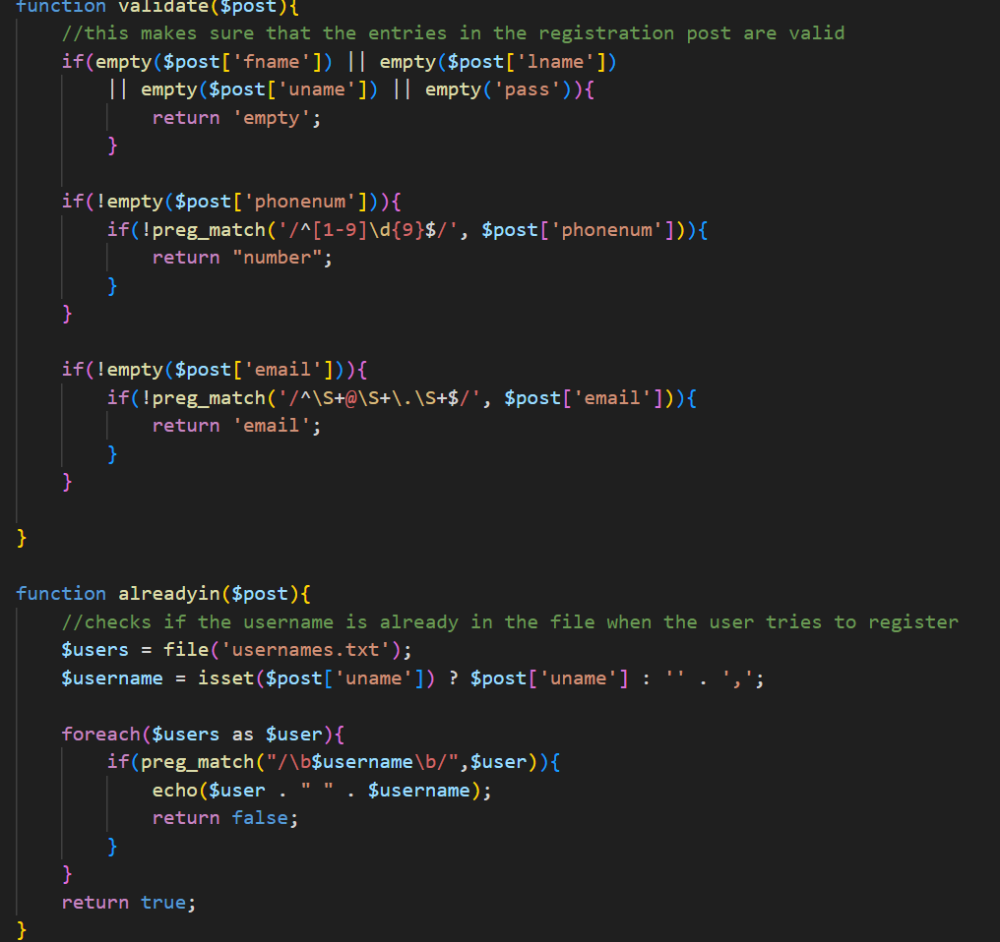 function validate($post){
    //this makes sure that the entries in the registration post are valid
    if(empty($post['fname']) || empty($post['lname'])
        || empty($post['uname']) || empty('pass')){
            return 'empty';
        }

    if(!empty($post['phonenum'])){
        if(!preg_match('/^[1-9]\d{9}$/', $post['phonenum'])){
            return "number";
        }
    }

    if(!empty($post['email'])){
        if(!preg_match('/^\S+@\S+\.\S+$/', $post['email'])){
            return 'email';
        }
    }

}

function alreadyin($post){
    //checks if the username is already in the file when the user tries to register
    $users = file('usernames.txt');
    $username = isset($post['uname']) ? $post['uname'] : '' . ',';

    foreach($users as $user){
        if(preg_match("/\b$username\b/",$user)){
            echo($user . " " . $username);
            return false;
        }
    }
    return true;
}